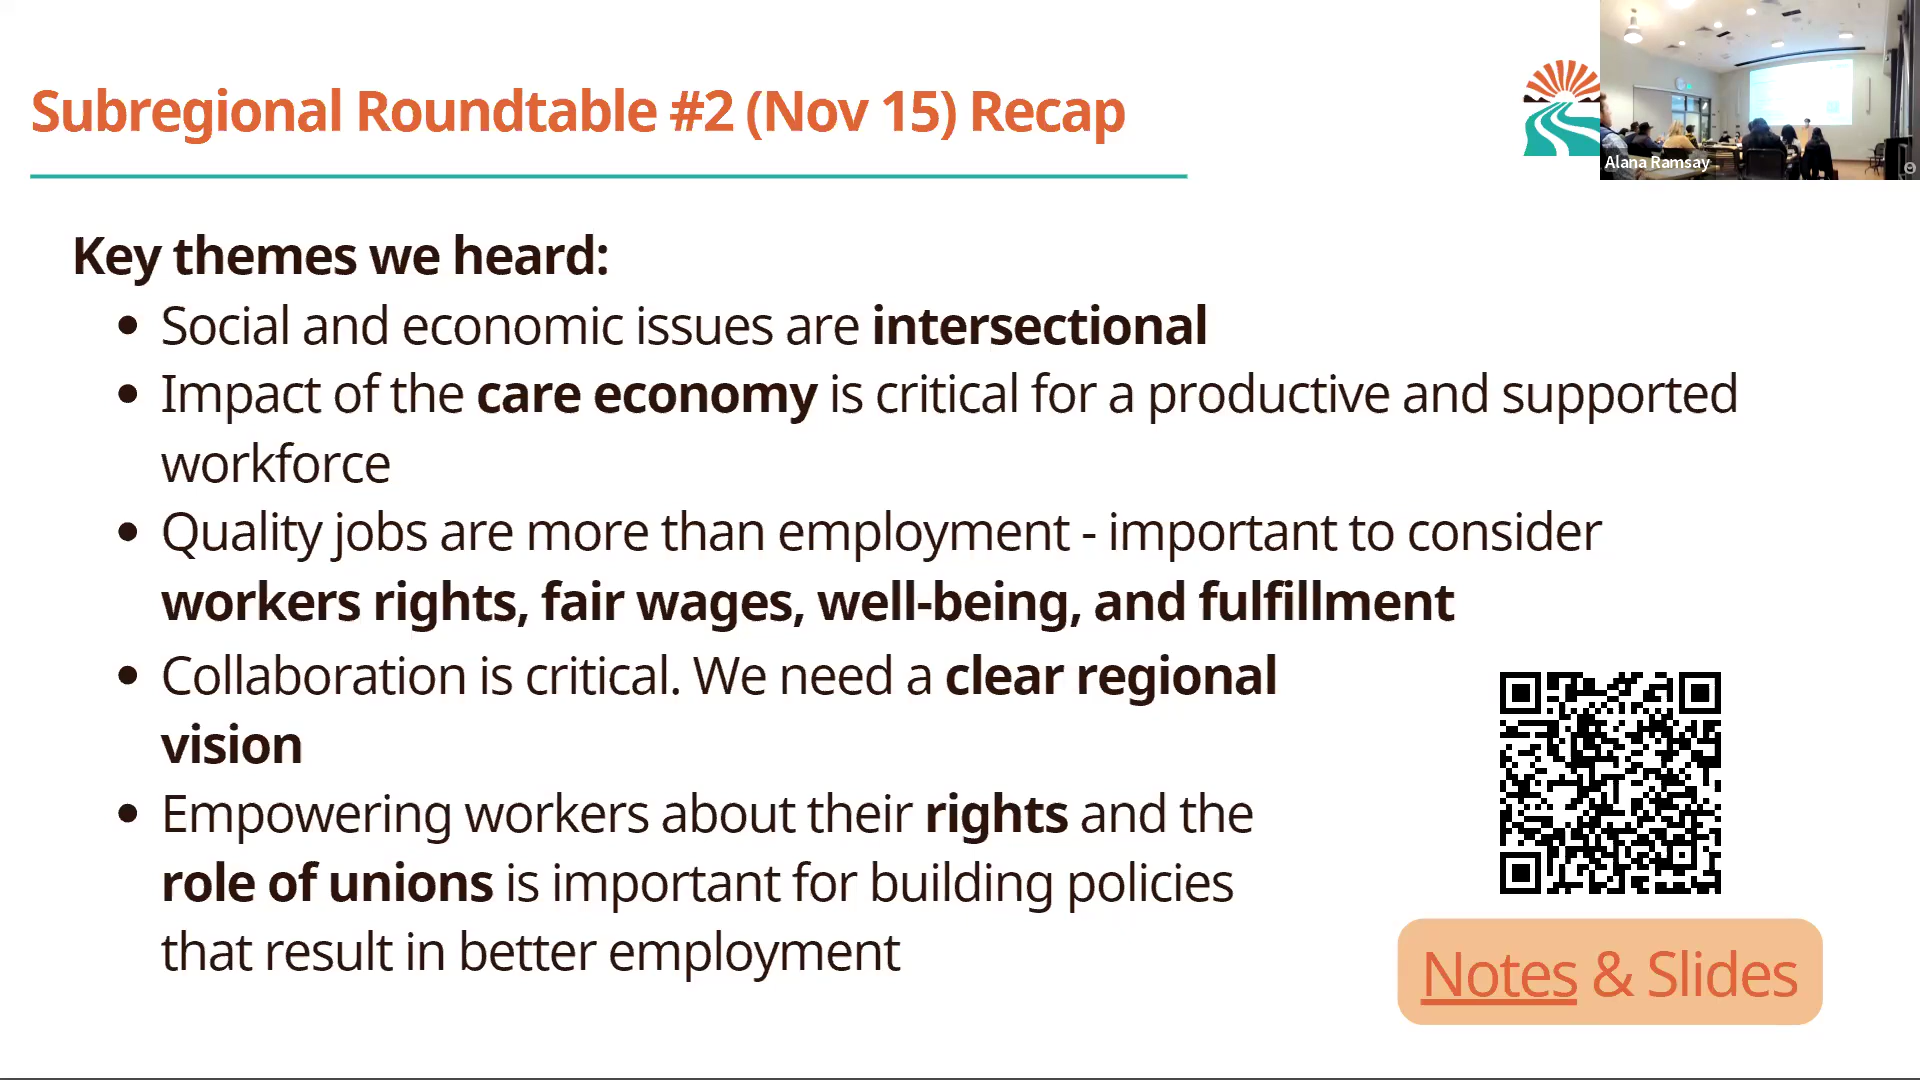 Subregional Roundtable #2 (Nov 15) Recap
Alana Ramsay
Key themes we heard:
• Social and economic issues are intersectional
• Impact of the care economy is critical for a productive and supported
workforce
• Quality jobs are more than employment - important to consider
workers rights, fair wages, well-being, and fulfillment
• Collaboration is critical. We need a clear regional
vision
• Empowering workers about their rights and the
role of unions is important for building policies
that result in better employment
Notes & Slides